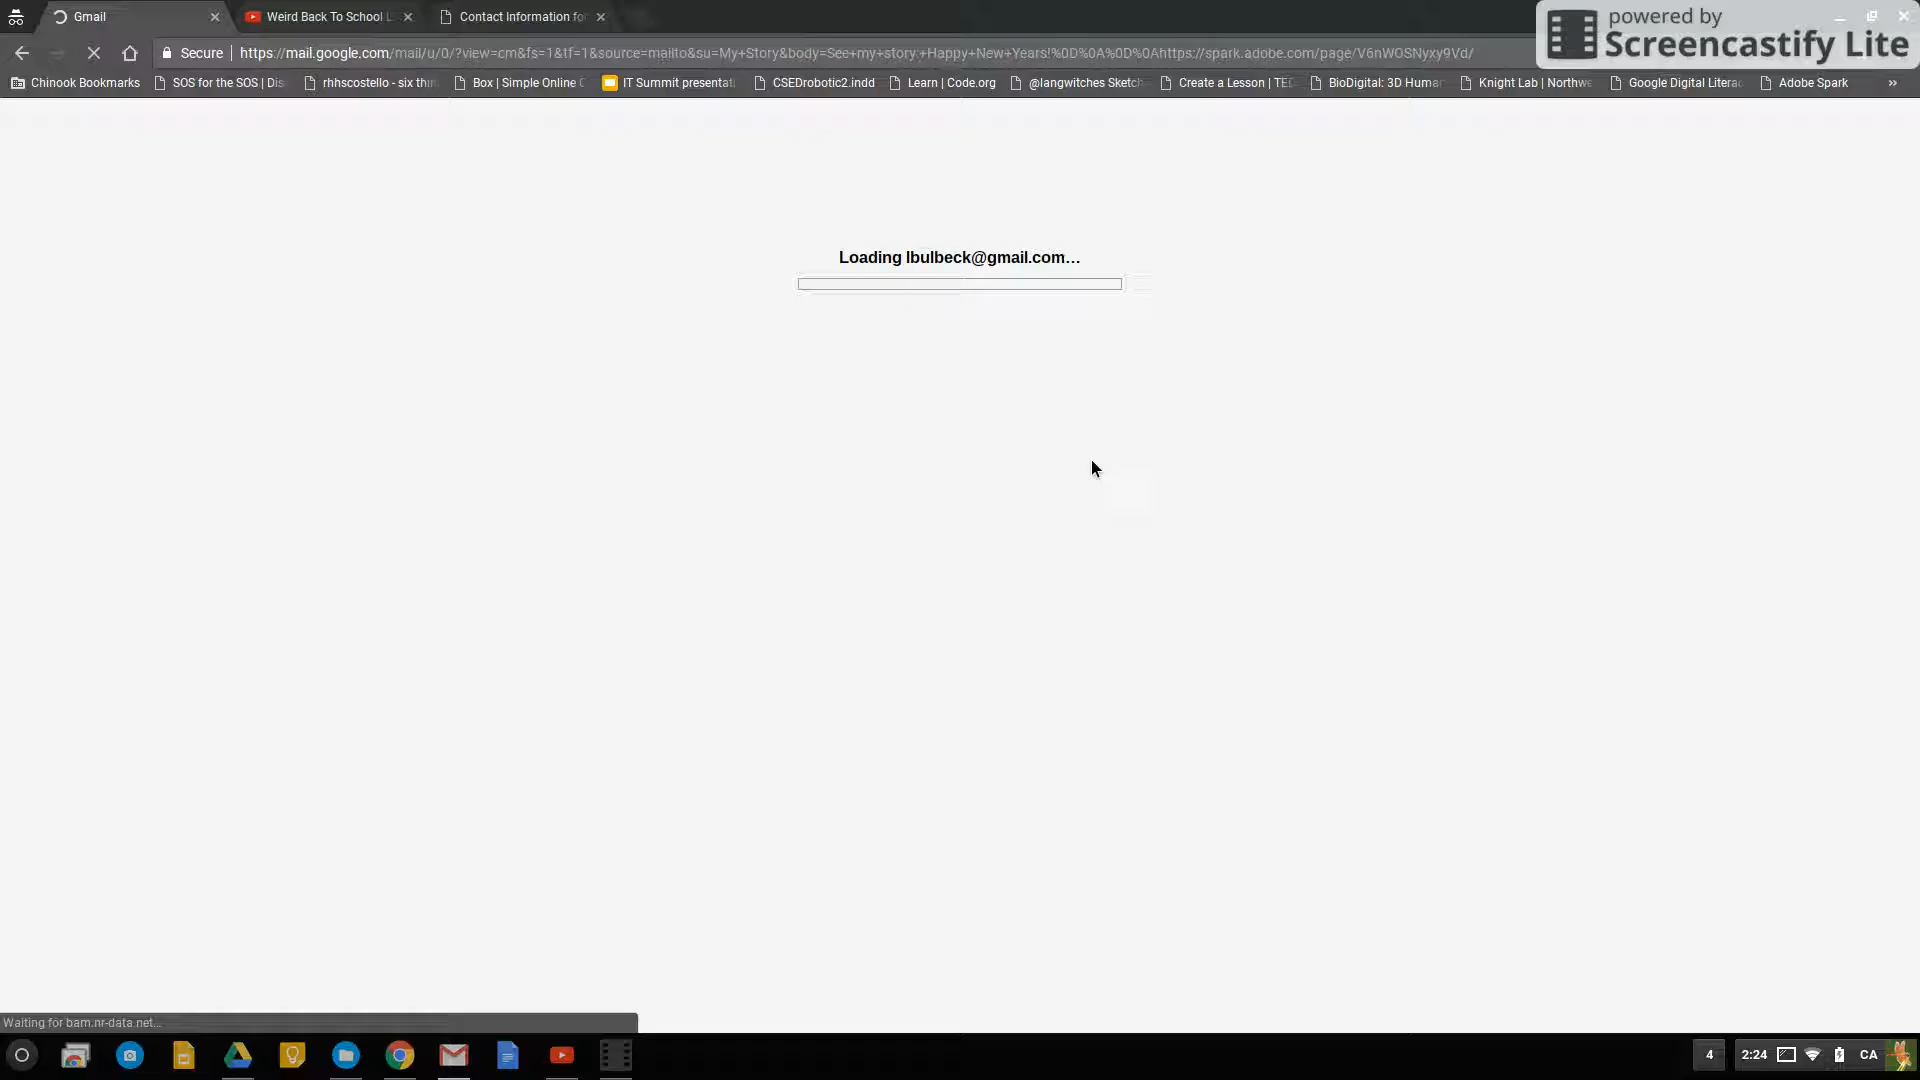 Gmail
Weird Back To School L
Contact Information fo
powered by
Screencastify Lite
Secure
https://mail.google.com/mail/u/0/?view=cm&fs=1&tf=1&source=mailto&su=My+Story&body=See+my+story:+Happy+New+Years!%0D%0A%0D%0Ahttps://spark.adobe.com/page/V6nWOSNyxy9Vd/
Chinook Bookmarks
SOS for the SOS | Dis
rhhscostello - six thin
Box | Simple Online C
IT Summit presentat
CSEDrobotic2.indd
Learn | Code.org
@langwitches Sketch
Create a Lesson | TED
BioDigital: 3D Human
Knight Lab | Northwe
Google Digital Litera
Adobe Spark
»
Loading lbulbeck@gmail.com…
Waiting for bam.nr-data.net...
4
2:24
CA